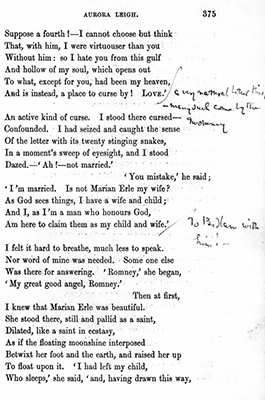 AURORA LEIGH. 375
Suppose a fourth!—I cannot choose but think
That, with him, I were virtuouser than you
Without him: so I hate you from this gulf
And hollow of my soul, which opens out
To what, except for you, had been my heaven,
And is instead, a place to curse by! LOVE.'
a very natural letter this,
An active kind of curse. I stood there cursed—
Confounded. I had seized and caught the sense
Of the letter with its twenty stinging snakes,
In a moment's sweep of eyesight, and I stood
Dazed.—'Ah!—not married.'
'You mistake,' he said;
'I'm married. Is not Marian Erle my wife?
As God sees things, I have a wife and child;
And I, as I'm a man who honours God,
Am here to claim them as my child and wife.'
To Bedlam with
him!—
I felt it hard to breathe, much less to speak.
Nor word of mine was needed. Some one else
Was there for answering. 'Romney,' she began,
'My great good angel, Romney.'
Then at first,
I knew that Marian Erle was beautiful.
She stood there, still and pallid as a saint,
Dilated, like a saint in ecstasy,
As if the floating moonshine interposed
Betwixt her foot and the earth, and raised her up
To float upon it. 'I had left my child,
Who sleeps,' she said, 'and, having drawn this way,